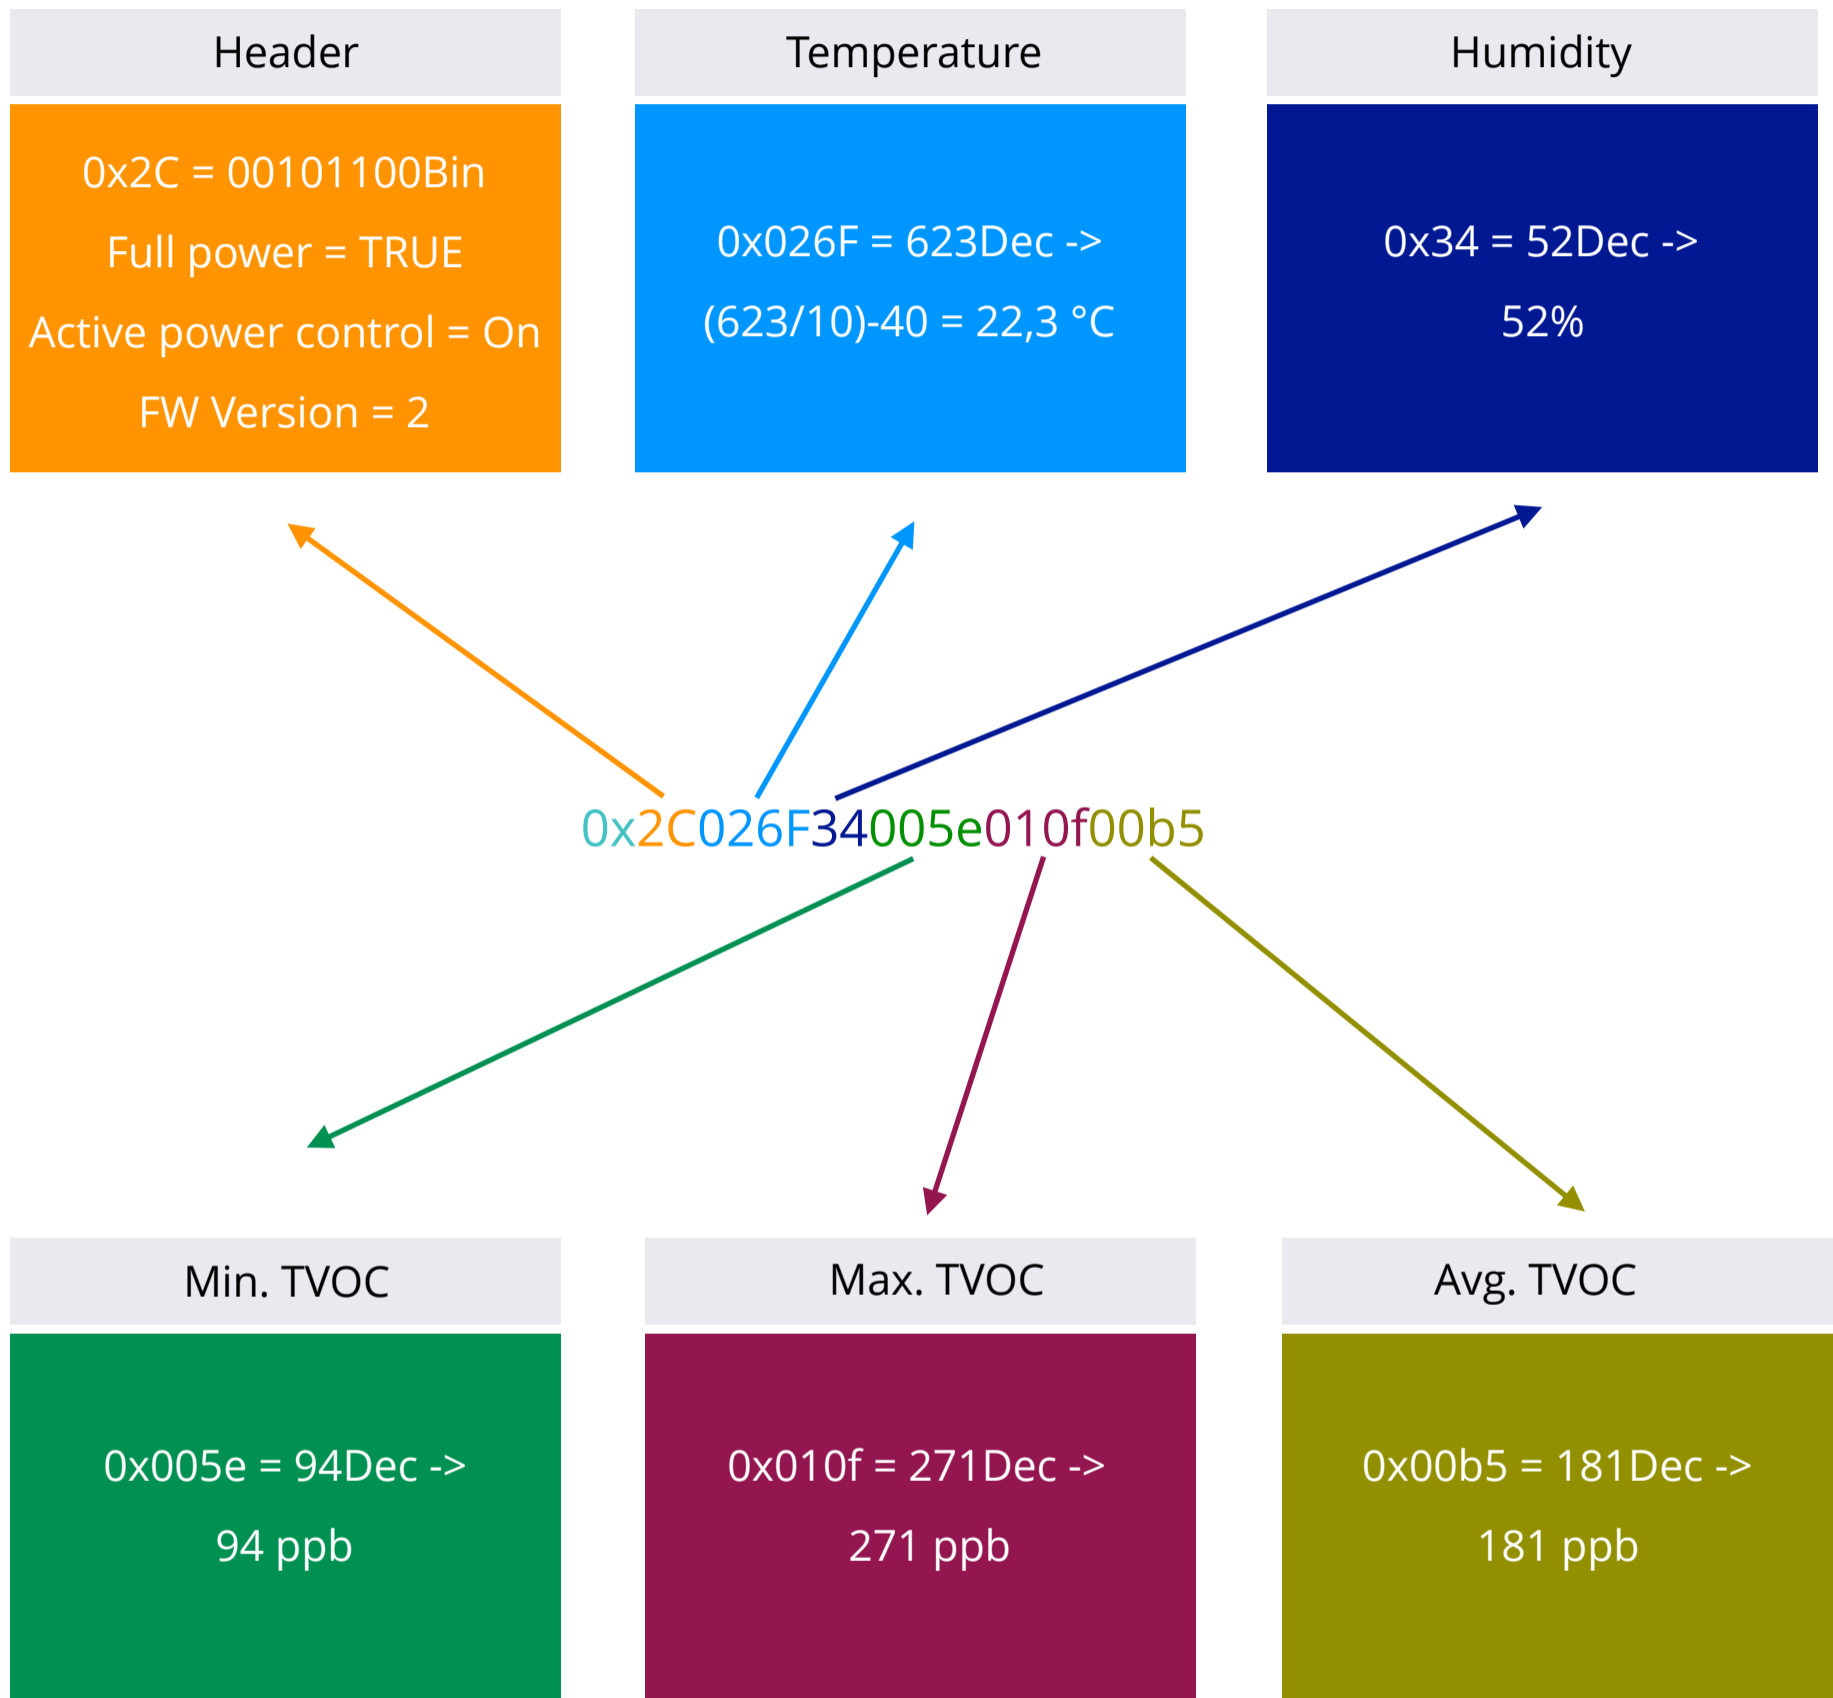 Header
0x2C = 00101100Bin
Full power = TRUE
Active power control = On
FW Version = 2
Temperature
0x026F = 623Dec ->
(623/10)-40 = 22,3 °C
Humidity
0x34 = 52Dec ->
52%
0x2C026F34005e010f00b5
Min. TVOC
0x005e = 94Dec ->
94 ppb
Max. TVOC
0x010f = 271Dec ->
271 ppb
Avg. TVOC
0x00b5 = 181Dec ->
181 ppb